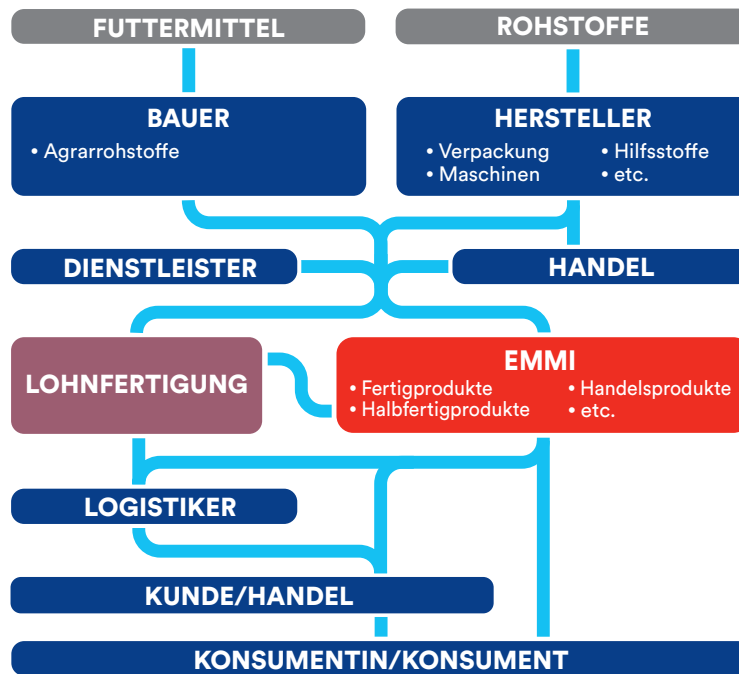 FUTTERMITTEL
ROHSTOFFE
BAUER
• Agrarrohstoffe
HERSTELLER
• Verpackung • Hilfsstoffe
• Maschinen • etc.
DIENSTLEISTER
HANDEL
LOHNFERTIGUNG
EMMI
• Fertigprodukte • Handelsprodukte
• Halbfertigprodukte • etc.
LOGISTIKER
KUNDE/HANDEL
KONSUMENTIN/KONSUMENT